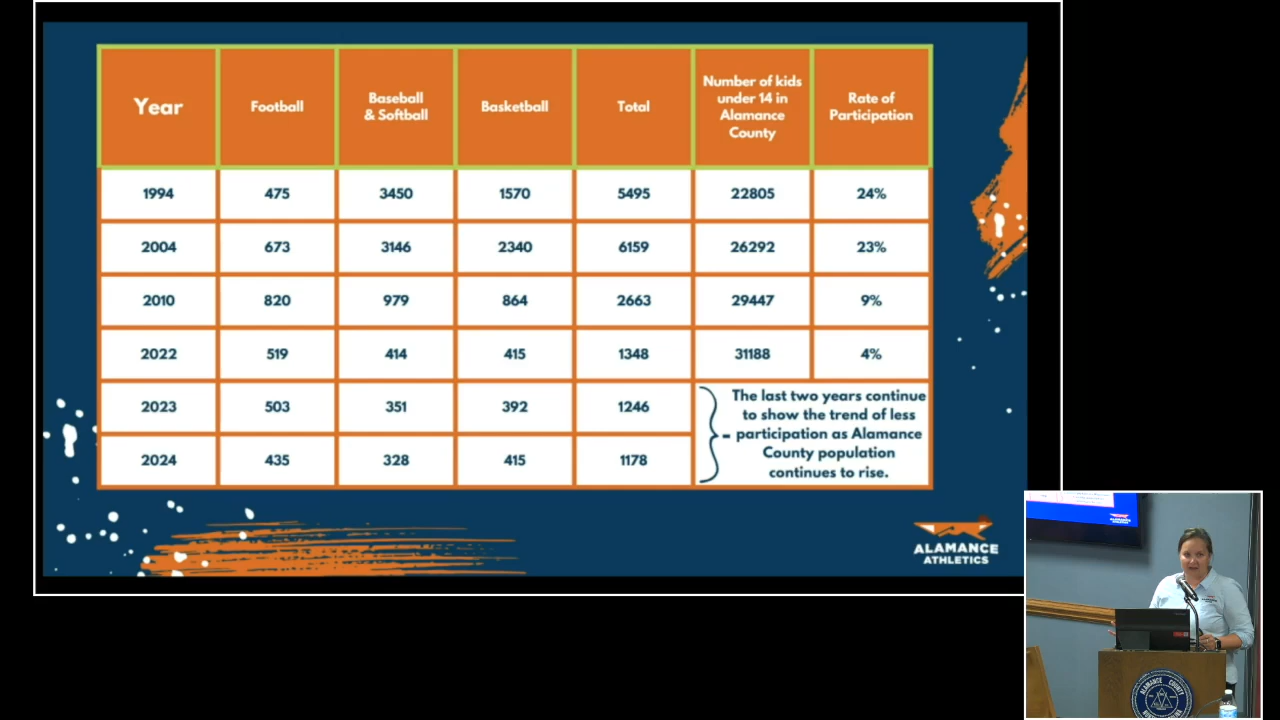 Year
Football
Baseball
& Softball
Basketball
Total
Number of kids
under 14 in
Alamance
County
Rate of
Participation
1994
475
3450
1570
5495
22805
24%
2004
673
3146
2340
6159
26292
23%
2010
820
979
864
2663
29447
9%
2022
519
414
415
1348
31188
4%
2023
503
351
392
1246
2024
435
328
415
1178
- 
The last two years continue
to show the trend of less
participation as Alamance
County population
continues to rise.
ALAMANCE
ATHLETICS
ALAMANCE COUNTY